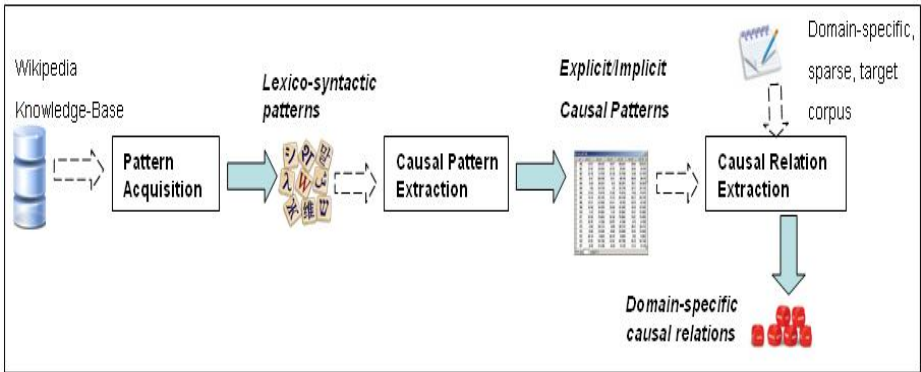 Wikipedia
Knowledge-Base
Pattern
Acquisition
Lexico-syntactic
patterns
Causal Pattern
Extraction
Explicit/Implicit
Causal Patterns
Causal Relation
Extraction
Domain-specific,
sparse, target
corpus
Domain-specific
causal relations